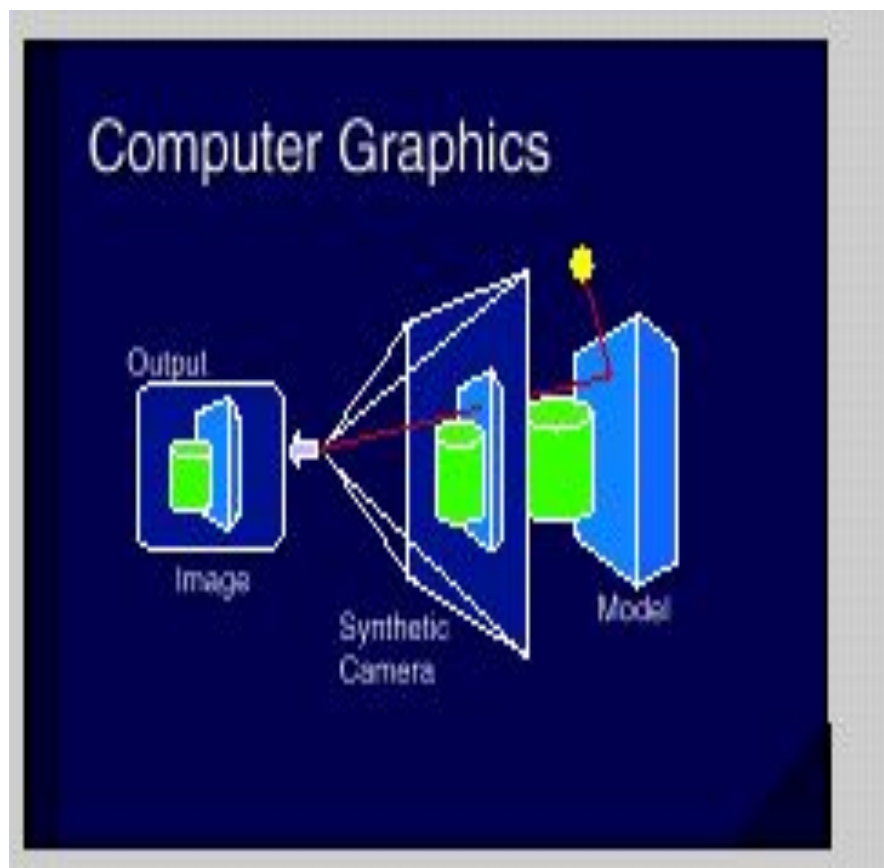 Computer Graphics
Output
Image
Synthetic
Camera
Model